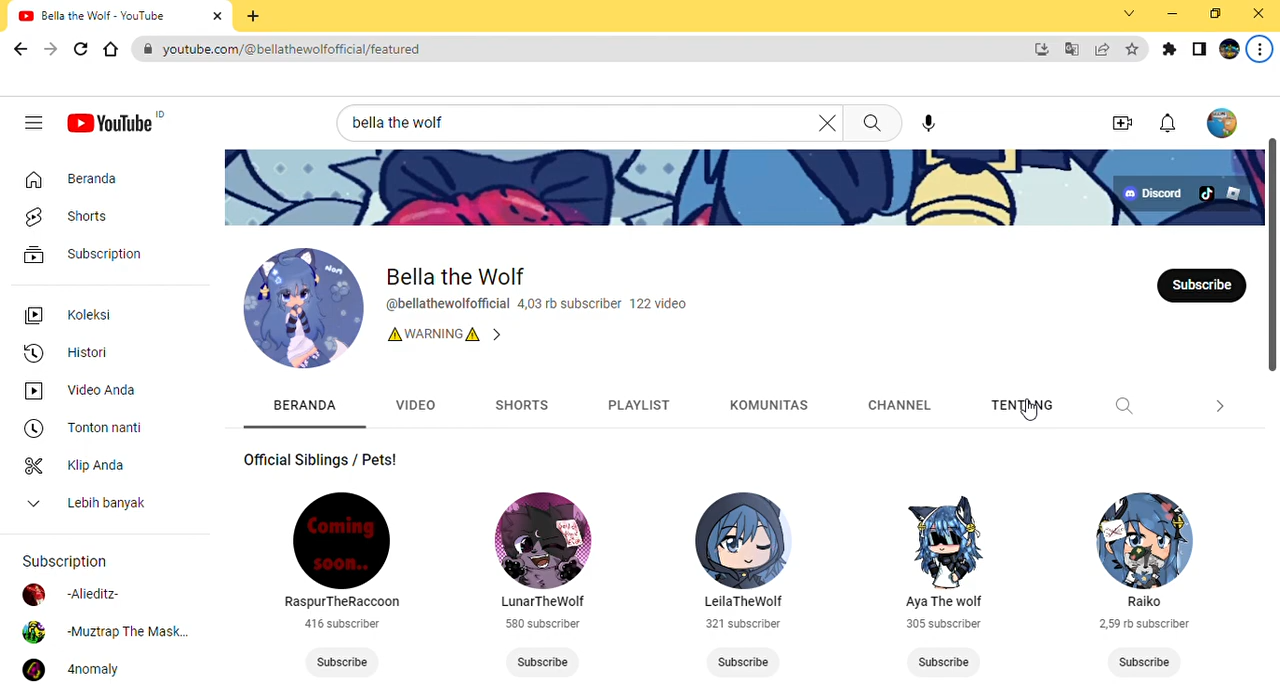 Bella the Wolf - YouTube
youtube.com/@bellathewolfofficial/featured
YouTube ID
bella the wolf
Beranda
Shorts
Subscription
Koleksi
Histori
Video Anda
Tonton nanti
Klip Anda
Lebih banyak
Subscription
-Alieditz-
-Muztrap The Mask...
4nomaly
Discord
Non
Bella the Wolf
@bellathewolfofficial 4,03 rb subscriber 122 video
WARNING
Subscribe
BERANDA VIDEO SHORTS PLAYLIST KOMUNITAS CHANNEL TENTANG
Official Siblings / Pets!
Coming soon..
RaspurTheRaccoon
416 subscriber
Subscribe
LunarTheWolf
580 subscriber
Subscribe
LeilaTheWolf
321 subscriber
Subscribe
Aya The wolf
305 subscriber
Subscribe
Raiko
2,59 rb subscriber
Subscribe